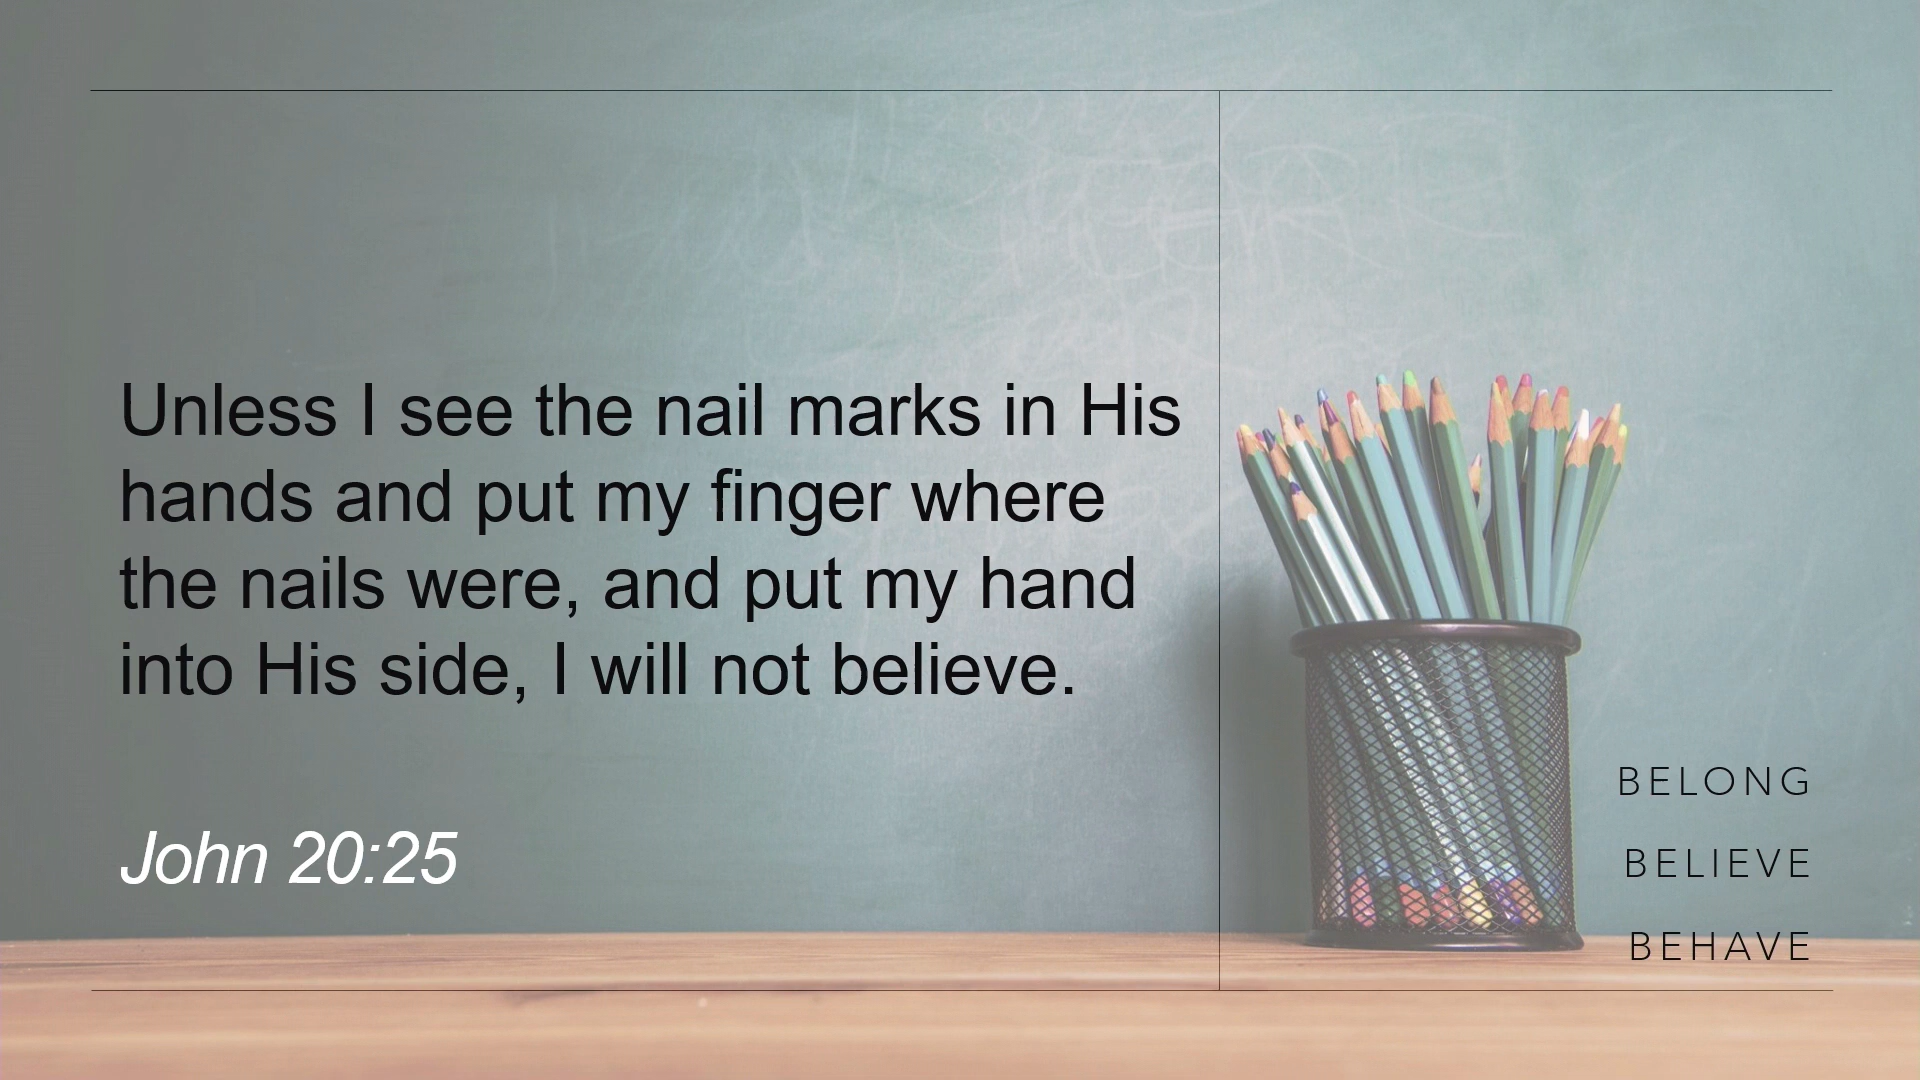 Unless I see the nail marks in His
hands and put my finger where
the nails were, and put my hand
into His side, I will not believe.
John 20:25
BELONG
BELIEVE
BEHAVE